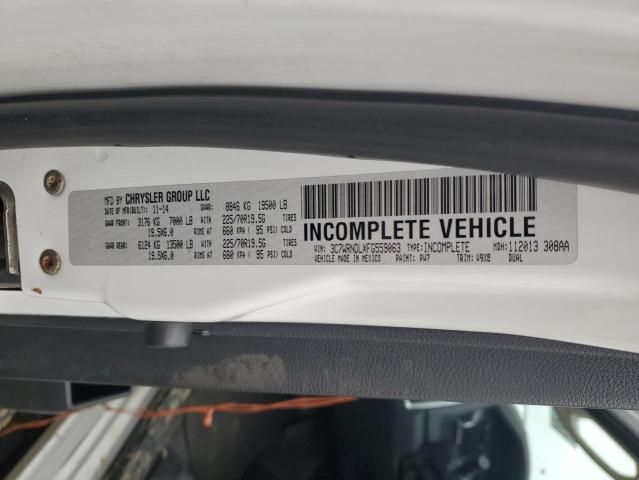 MFD BY CHRYSLER GROUP LLC
DATE OF MFR(BUILT): 11-14 GVWR: 8846 KG 19500 LB
GAWR FRONT: 3176 KG 7000 LB WITH 225/70R19.5G TIRES
19.5X6.0 RIMS AT 660 KPA ( 95 PSI) COLD
GAWR REAR: 6124 KG 13500 LB WITH 225/70R19.5G TIRES
19.5X6.0 RIMS AT 660 KPA ( 95 PSI) COLD
INCOMPLETE VEHICLE
VIN: 3C7WRNDLXFG559063 TYPE: INCOMPLETE MDH: 112013 308AA
VEHICLE MADE IN MEXICO PAINT: PW7 TRIM: V9X8 DUAL